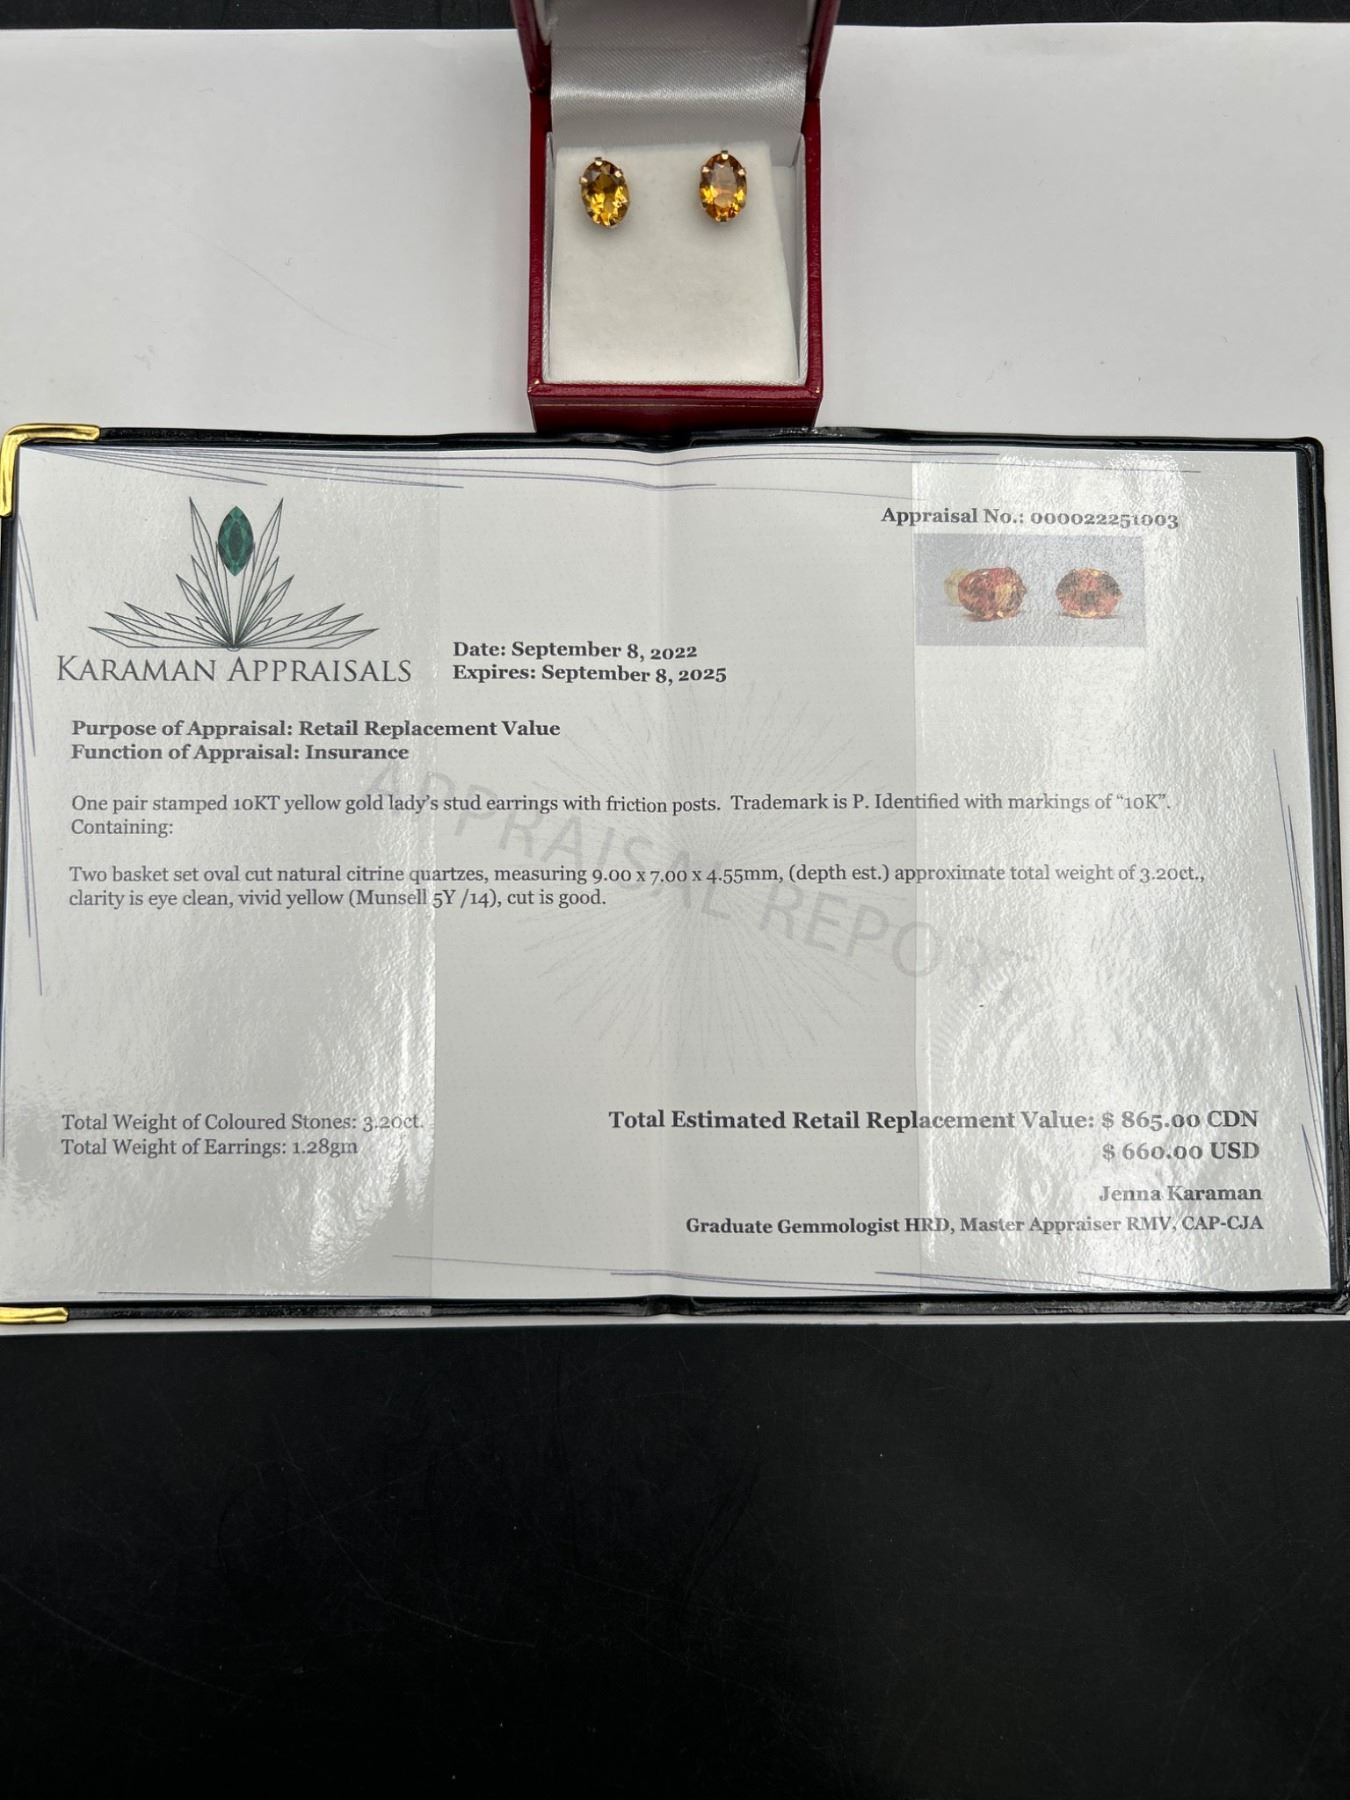 Appraisal No.: 000022251003
KARAMAN APPRAISALS
Date: September 8, 2022
Expires: September 8, 2025
Purpose of Appraisal: Retail Replacement Value
Function of Appraisal: Insurance
One pair stamped 10KT yellow gold lady's stud earrings with friction posts.  Trademark is P. Identified with markings of “10K”.
Containing:
Two basket set oval cut natural citrine quartzes, measuring 9.00 x 7.00 x 4.55mm, (depth est.) approximate total weight of 3.20ct.,
clarity is eye clean, vivid yellow (Munsell 5Y /14), cut is good.
APPRAISAL REPORT
Total Weight of Coloured Stones: 3.20ct.
Total Weight of Earrings: 1.28gm
Total Estimated Retail Replacement Value: $ 865.00 CDN
$ 660.00 USD
Jenna Karaman
Graduate Gemmologist HRD, Master Appraiser RMV, CAP-CJA